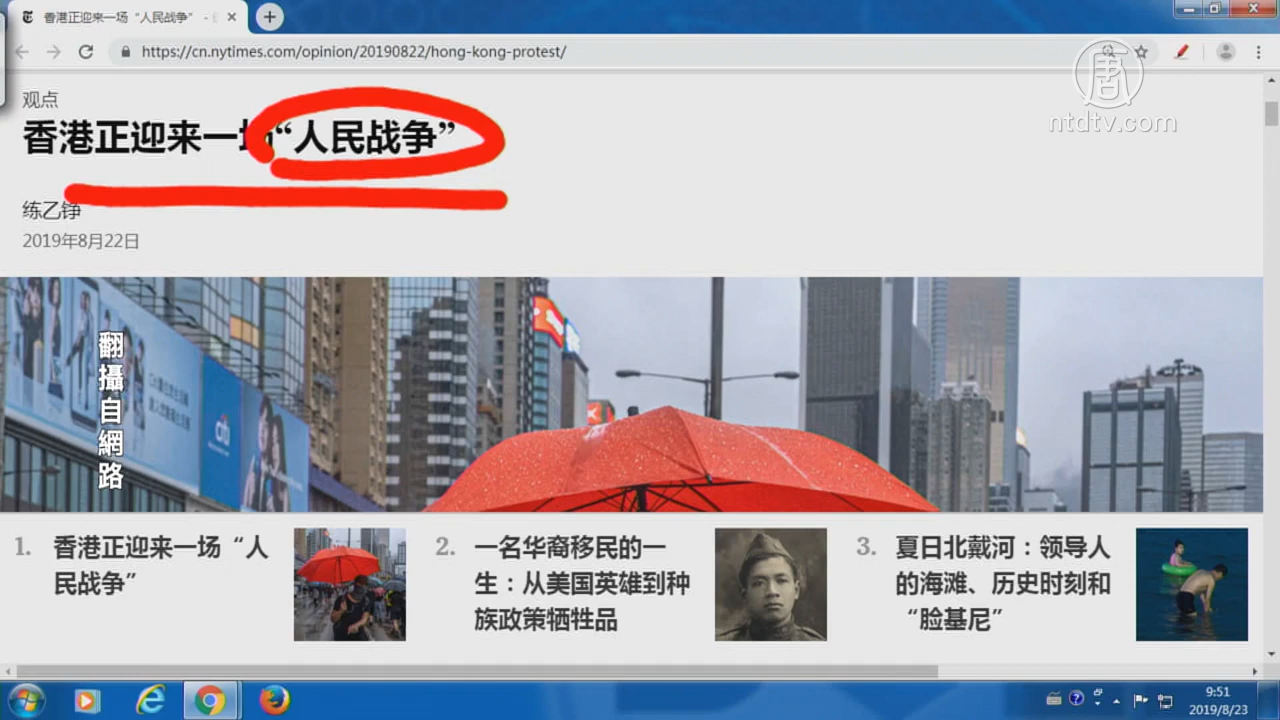 香港正迎来一场“人民战争” -
https://cn.nytimes.com/opinion/20190822/hong-kong-protest/
唐
ntdtv.com
观点
香港正迎来一场“人民战争”
练乙铮
2019年8月22日
翻攝自網路
citi
1. 香港正迎来一场“人
民战争”
2. 一名华裔移民的一
生：从美国英雄到种
族政策牺牲品
3. 夏日北戴河：领导人
的海滩、历史时刻和
“脸基尼”
9:51
2019/8/23